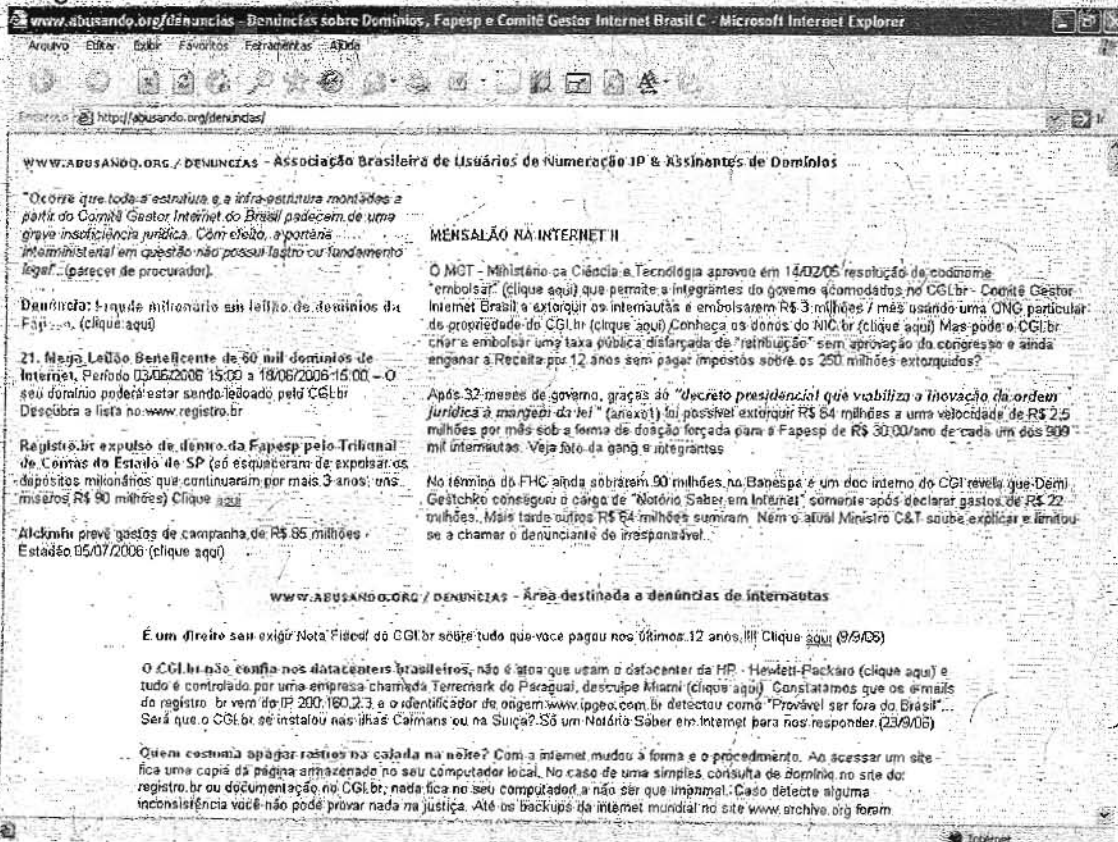 www.abusando.org/denuncias - Denúncias sobre Domínios, Fapesp e Comitê Gestor Internet Brasil C - Microsoft Internet Explorer
Arquivo Editar Exibir Favoritos Ferramentas Ajuda
http://abusando.org/denuncias/
WWW.ABUSANDO.ORG / DENUNCIAS - Associação Brasileira de Usuários de Numeração IP & Assinantes de Domínios
"Ocorre que toda a estrutura e a infra-estrutura montadas a
partir do Comitê Gestor Internet do Brasil padecem de uma
grave insuficiência jurídica. Com efeito, a portaria
interministerial em questão não possui lastro ou fundamento
legal". (parecer de procurador).
Denúncia: Fraude milionário em leilão de domínios da
(clique aqui)
21. Mega Leilão Beneficente de 60 mil domínios de
Internet. Período 03/06/2006 15:00 a 18/06/2006 15:00 - O
seu domínio poderá estar sendo leiloado pelo CGI.br
Descubra a lista no www.registro.br
Registro.br expulso de dentro da Fapesp pelo Tribunal
de Contas do Estado de SP (só esqueceram de expulsar os
depósitos milionários que continuaram por mais 3 anos, uns
míseros R$ 90 milhões) Clique aqui
Alckmin prevê gastos de campanha de R$ 85 milhões -
Estadão 05/07/2006 (clique aqui)
MENSALÃO NA INTERNET II
O MCT - Ministério da Ciência e Tecnologia aprovou em 14/02/06 resolução de codinome
"embolsar" (clique aqui) que permite a integrantes do governo acomodados no CGI.br - Comitê Gestor
Internet Brasil a extorquir os internautas e embolsarem R$ 3 milhões / mês usando uma ONG particular
de propriedade do CGI.br (clique aqui) Conheça os donos do NIC.br (clique aqui) Mas pode o CGI.br
criar e embolsar uma taxa pública disfarçada de "retribuição" sem aprovação do congresso e ainda
enganar a Receita por 12 anos sem pagar impostos sobre os 250 milhões extorquidos?
Após 32 meses de governo, graças ao "decreto presidencial que viabiliza a inovação da ordem
jurídica à margem da lei" (anexo1) foi possível extorquir R$ 64 milhões a uma velocidade de R$ 2,5
milhões por mês sob a forma de doação forçada para a Fapesp de R$ 30,00/ano de cada um dos 909
mil internautas. Veja foto da gang e integrantes
No término do FHC ainda sobraram 90 milhões no Banespa e um doc interno do CGI revela que Demi
Getschko conseguiu o cargo de "Notório Saber em Internet" somente após declarar gastos de R$ 22
milhões. Mais tarde outros R$ 64 milhões sumiram. Nem o atual Ministro C&T soube explicar e limitou-
se a chamar o denunciante de irresponsável.
WWW.ABUSANDO.ORG / DENUNCIAS - Área destinada a denúncias de internautas
É um direito seu exigir Nota Fiscal do CGI.br sobre tudo que você pagou nos últimos 12 anos !!!! Clique aqui (9/9/06)
O CGI.br não confia nos datacenters brasileiros, não é atoa que usam o datacenter da HP - Hewlett-Packard (clique aqui) e
tudo é controlado por uma empresa chamada Terremark do Paraguai, desculpe Miami (clique aqui) Constatamos que os e-mails
do registro .br vem do IP 200.160.2.3 e o identificador de origem www.ipgeo.com.br detectou como "Provável ser fora do Brasil"...
Será que o CGI.br se instalou nas ilhas Caimans ou na Suiça? Só um Notório Saber em Internet para nos responder (23/9/06)
Quem costuma apagar rastros na calada na noite? Com a internet mudou a forma e o procedimento. Ao acessar um site
fica uma copia da página armazenado no seu computador local. No caso de uma simples consulta de domínio no site do
registro.br ou documentação no CGI.br, nada fica no seu computador a não ser que imprima. Caso detecte alguma
inconsistência você não pode provar nada na justiça. Até os backups da internet mundial no site www.archive.org foram
Internet